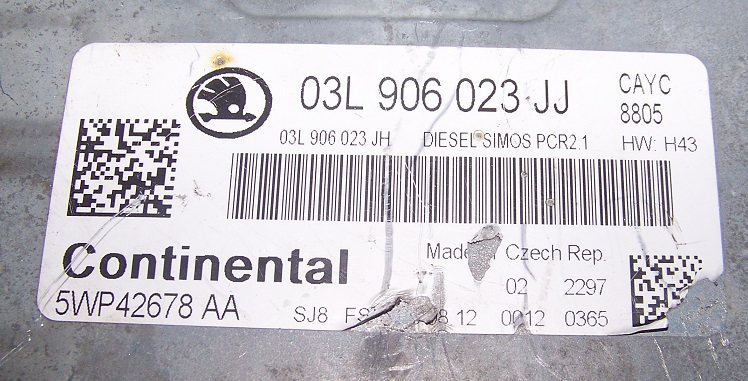 03L 906 023 JJ
CAYC
8805
03L 906 023 JH DIESEL SIMOS PCR2.1 HW: H43
Continental
Made Czech Rep.
5WP42678 AA
02 2297
SJ8 12 0012 0365